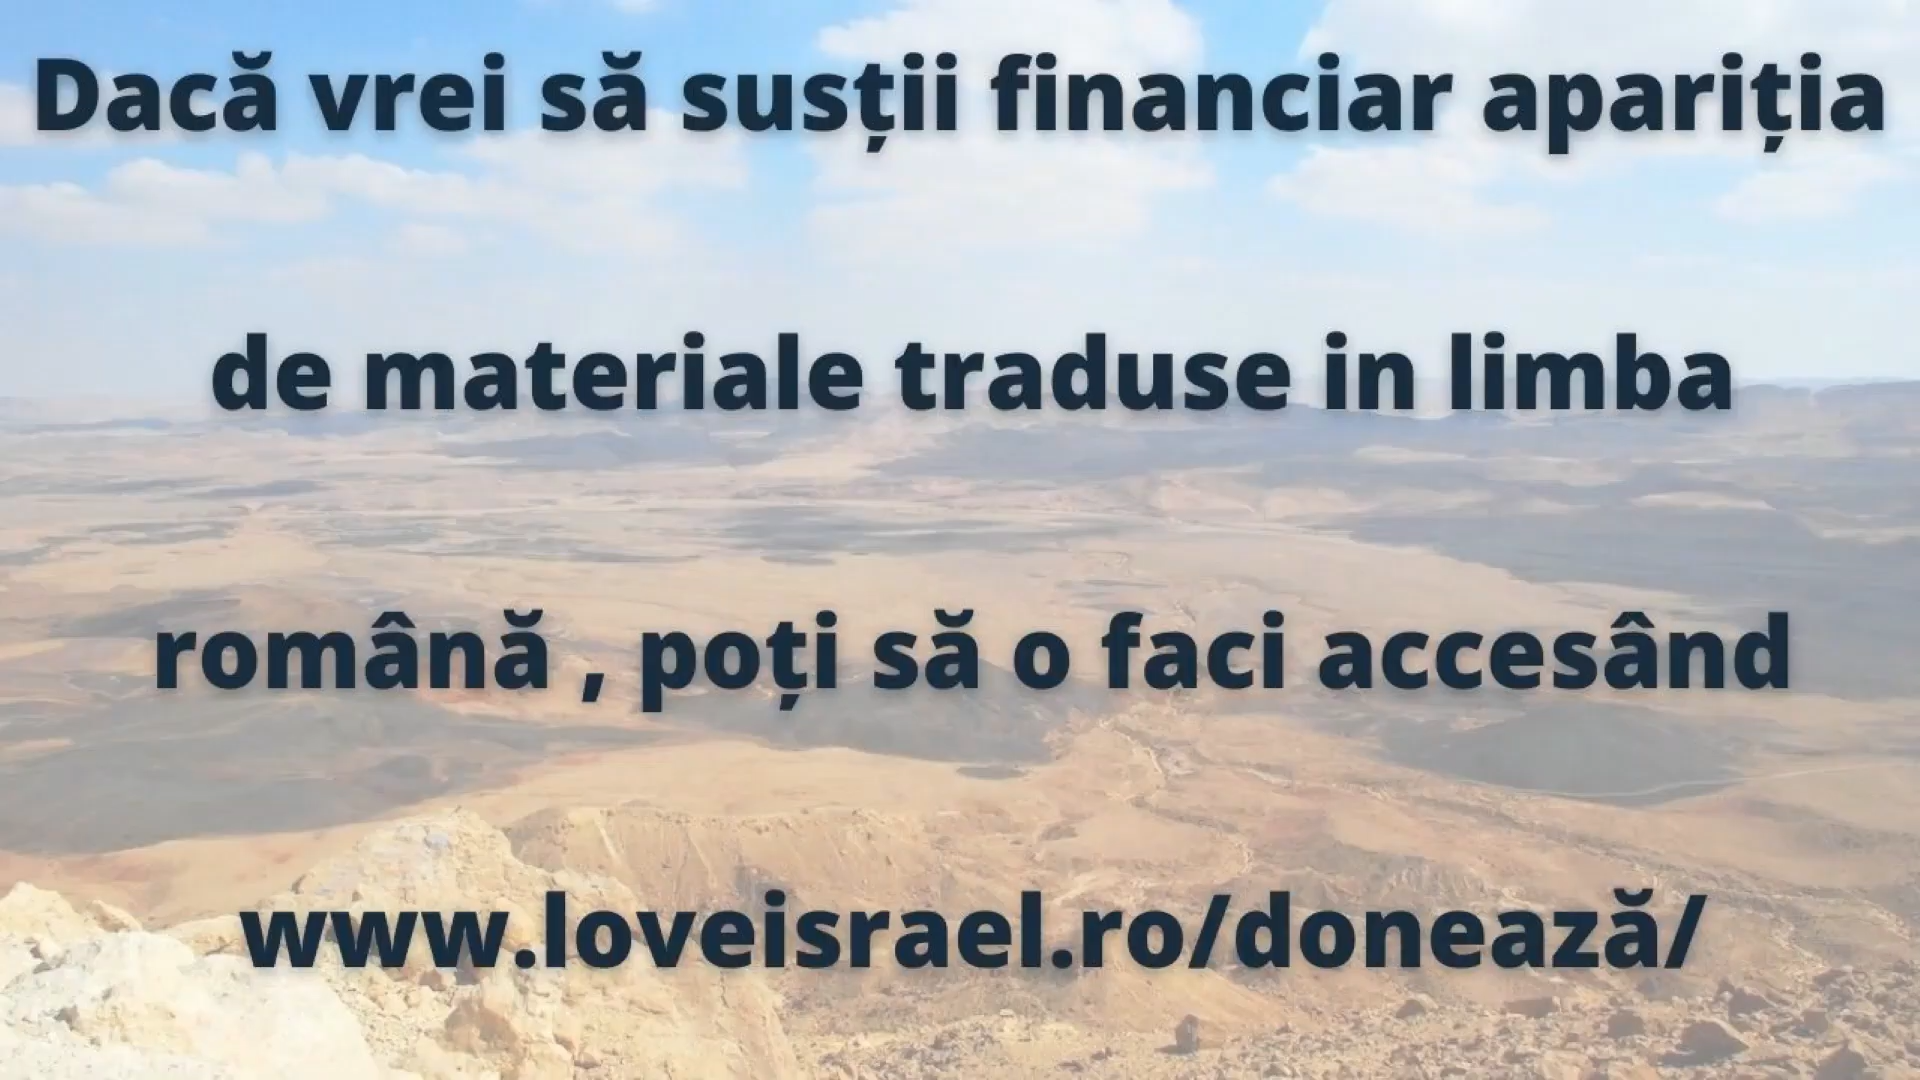 Dacă vrei să susții financiar apariția
de materiale traduse in limba
română , poți să o faci accesând
www.loveisrael.ro/donează/